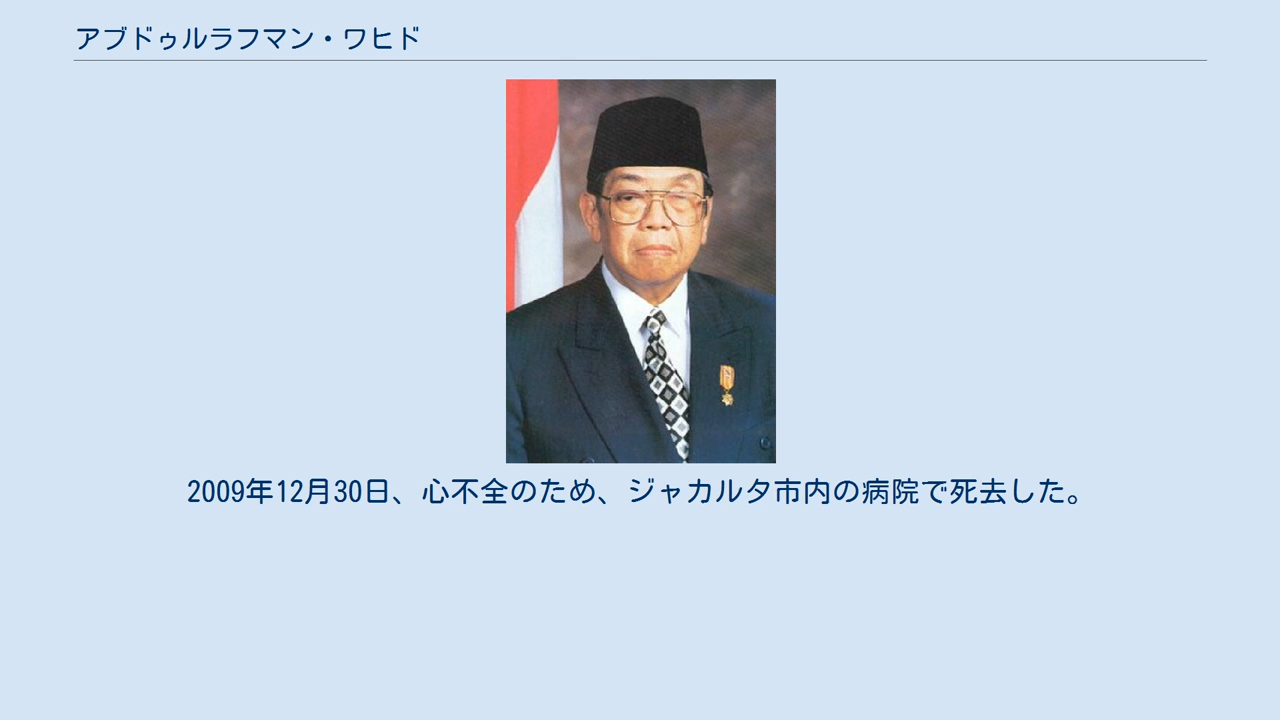 アブドゥルラフマン・ワヒド
2009年12月30日、心不全のため、ジャカルタ市内の病院で死去した。